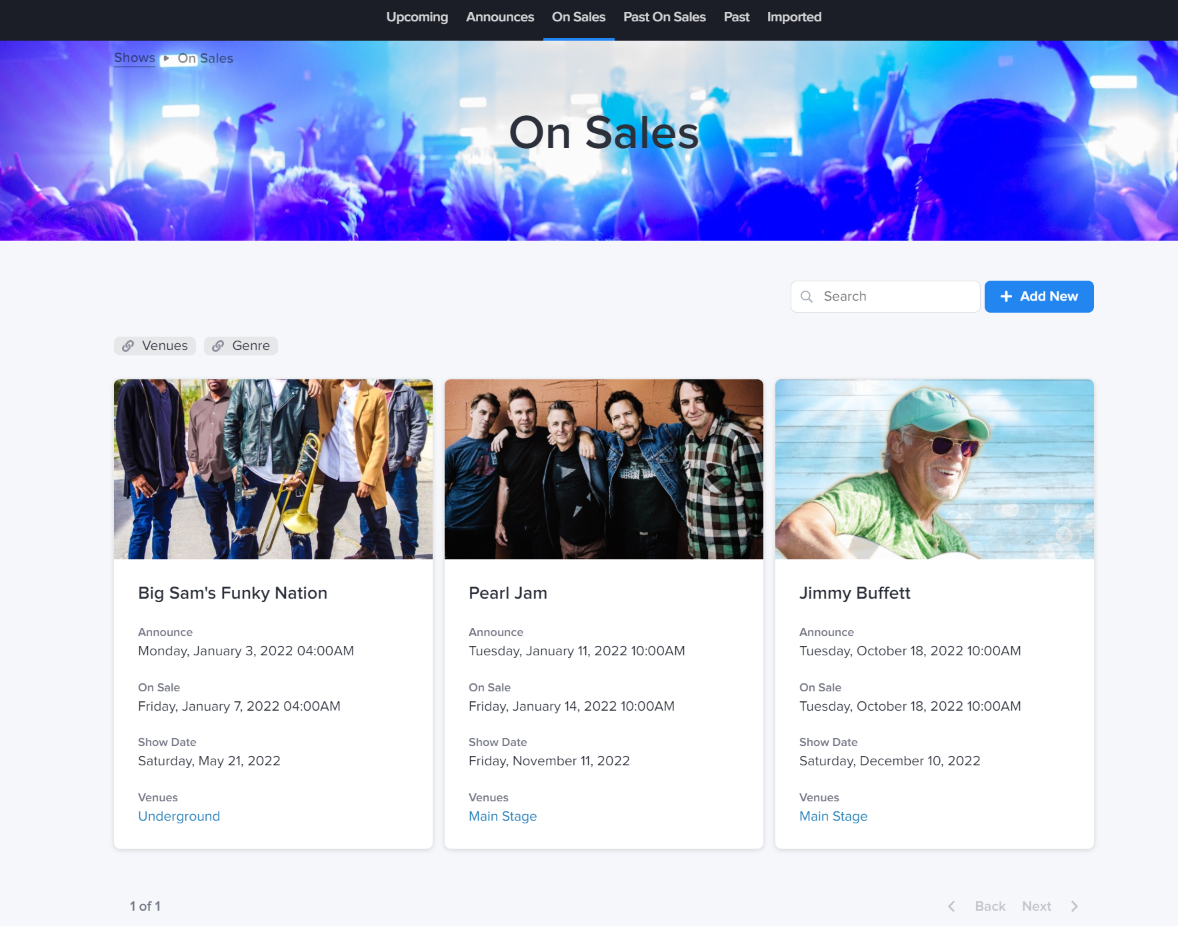 Upcoming Announces On Sales Past On Sales Past Imported
Shows ▸ On Sales
On Sales
Search
+ Add New
Venues Genre
Big Sam's Funky Nation
Announce
Monday, January 3, 2022 04:00AM
On Sale
Friday, January 7, 2022 04:00AM
Show Date
Saturday, May 21, 2022
Venues
Underground
Pearl Jam
Announce
Tuesday, January 11, 2022 10:00AM
On Sale
Friday, January 14, 2022 10:00AM
Show Date
Friday, November 11, 2022
Venues
Main Stage
Jimmy Buffett
Announce
Tuesday, October 18, 2022 10:00AM
On Sale
Tuesday, October 18, 2022 10:00AM
Show Date
Saturday, December 10, 2022
Venues
Main Stage
1 of 1
Back Next